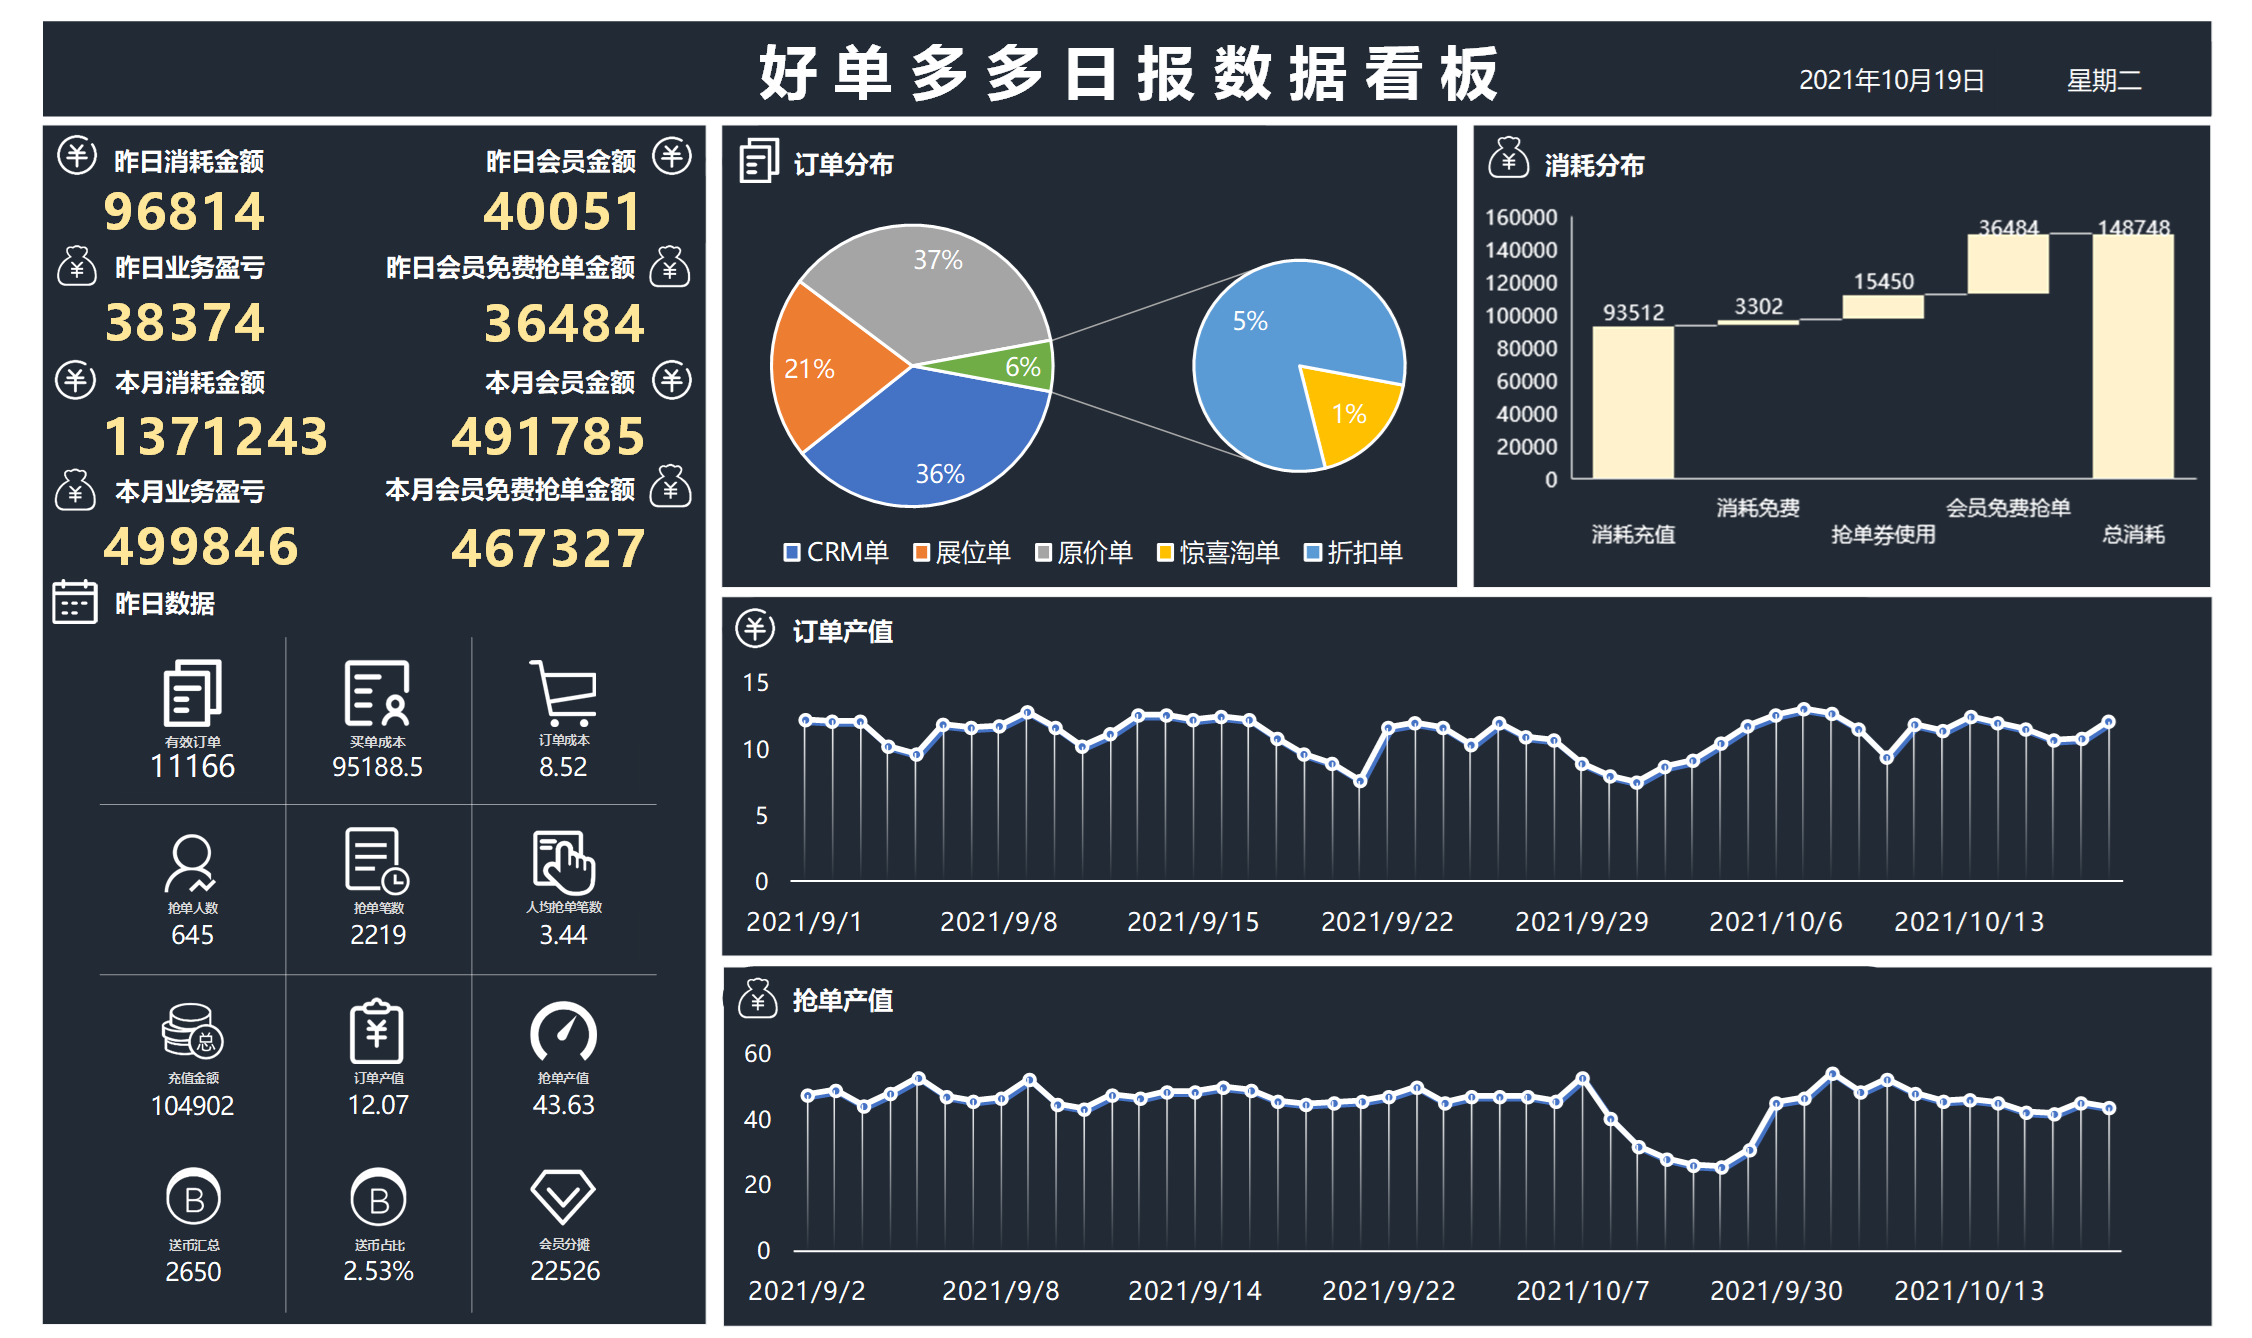 好单多多日报数据看板
2021年10月19日 星期二
昨日消耗金额 昨日会员金额
96814 40051
昨日业务盈亏 昨日会员免费抢单金额
38374 36484
本月消耗金额 本月会员金额
1371243 491785
本月业务盈亏 本月会员免费抢单金额
499846 467327
昨日数据
有效订单 买单成本 订单成本
11166 95188.5 8.52
抢单人数 抢单笔数 人均抢单笔数
645 2219 3.44
总
充值金额 订单产值 抢单产值
104902 12.07 43.63
B B
送币汇总 送币占比 会员分摊
2650 2.53% 22526
订单分布
37%
21%
6%
36%
5%
1%
CRM单 展位单 原价单 惊喜淘单 折扣单
消耗分布
160000
140000
120000
100000
80000
60000
40000
20000
0
93512 3302 15450 36484 148748
消耗充值 消耗免费 抢单券使用 会员免费抢单 总消耗
订单产值
15
10
5
0
2021/9/1 2021/9/8 2021/9/15 2021/9/22 2021/9/29 2021/10/6 2021/10/13
抢单产值
60
40
20
0
2021/9/2 2021/9/8 2021/9/14 2021/9/22 2021/10/7 2021/9/30 2021/10/13